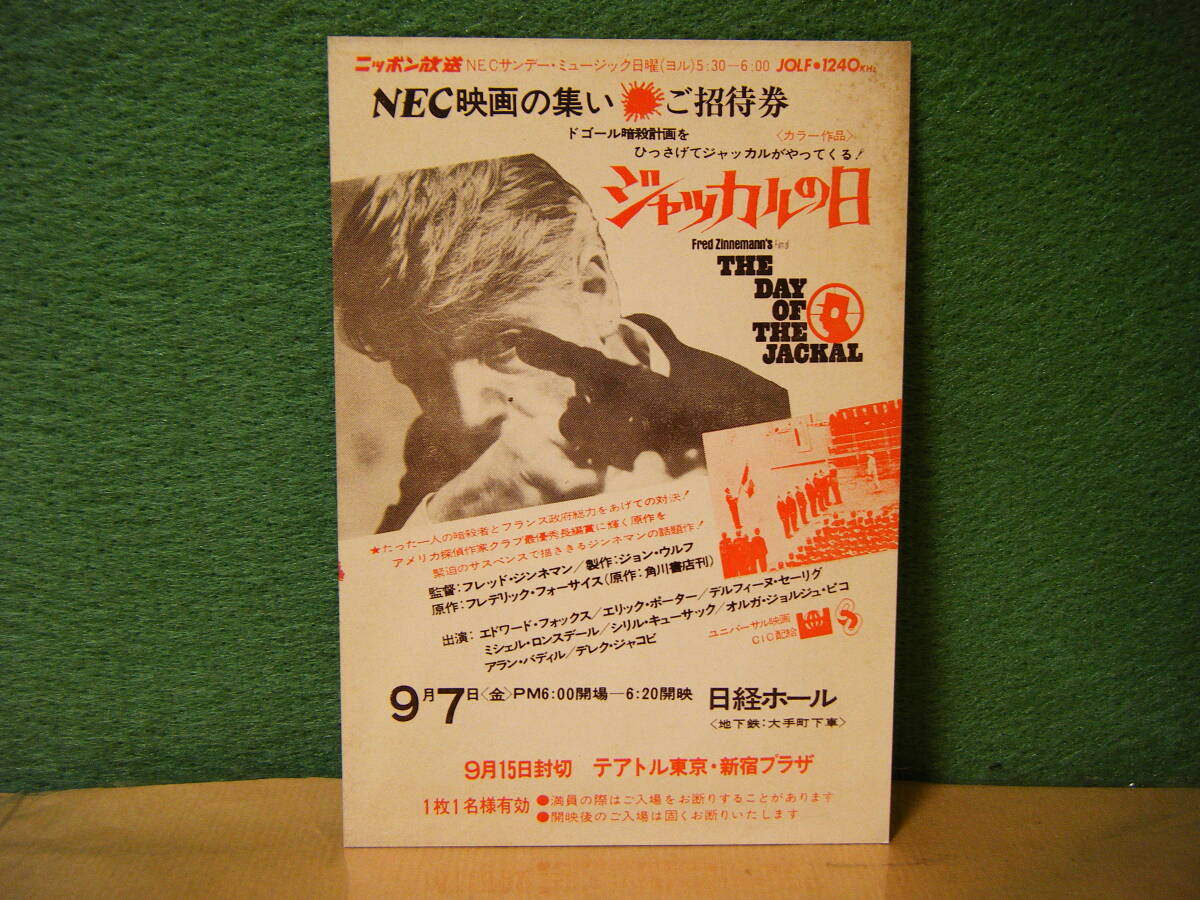 ニッポン放送 NECサンデー・ミュージック日曜(ヨル)5:30―6:00 JOLF•1240KHz
NEC映画の集い ご招待券
ドゴール暗殺計画を 〈カラー作品〉
ひっさげてジャッカルがやってくる!
ジャッカルの日
Fred Zinnemann's Film of
THE
DAY
OF
THE
JACKAL
★たった一人の暗殺者とフランス政府総力をあげての対決!
アメリカ探偵作家クラブ最優秀長編賞に輝く原作を
緊迫のサスペンスで描ききるジンネマンの話題作!
監督:フレッド・ジンネマン/製作:ジョン・ウルフ
原作:フレデリック・フォーサイス(原作:角川書店刊)
出演:エドワード・フォックス/エリック・ポーター/デルフィーヌ・セーリグ
ミシェル・ロンスデール/シリル・キューザック/オルガ・ジョルジュ・ピコ
アラン・バディル/デレク・ジャコビ
ユニバーサル映画
CIC配給
9月7日〈金〉PM6:00開場―6:20開映 日経ホール
〈地下鉄:大手町下車〉
9月15日封切 テアトル東京・新宿プラザ
1枚1名様有効 ●満員の際はご入場をお断りすることがあります
●開映後のご入場は固くお断りいたします